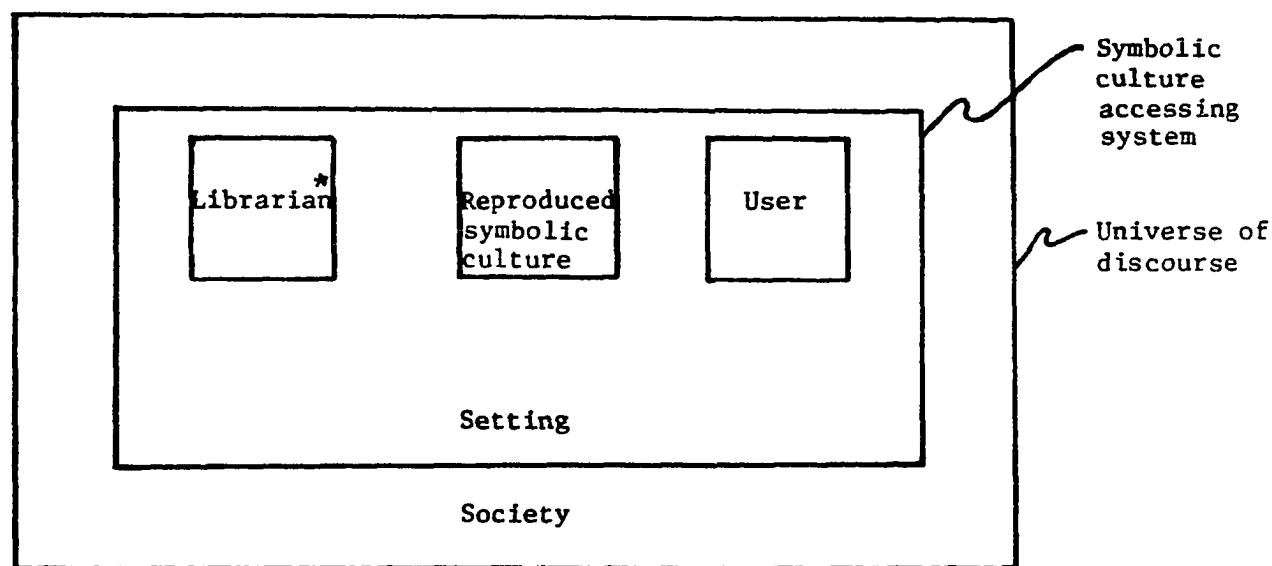 Symbolic
culture
accessing
system
Librarian*
Reproduced
symbolic
culture
User
Universe of
discourse
Setting
Society